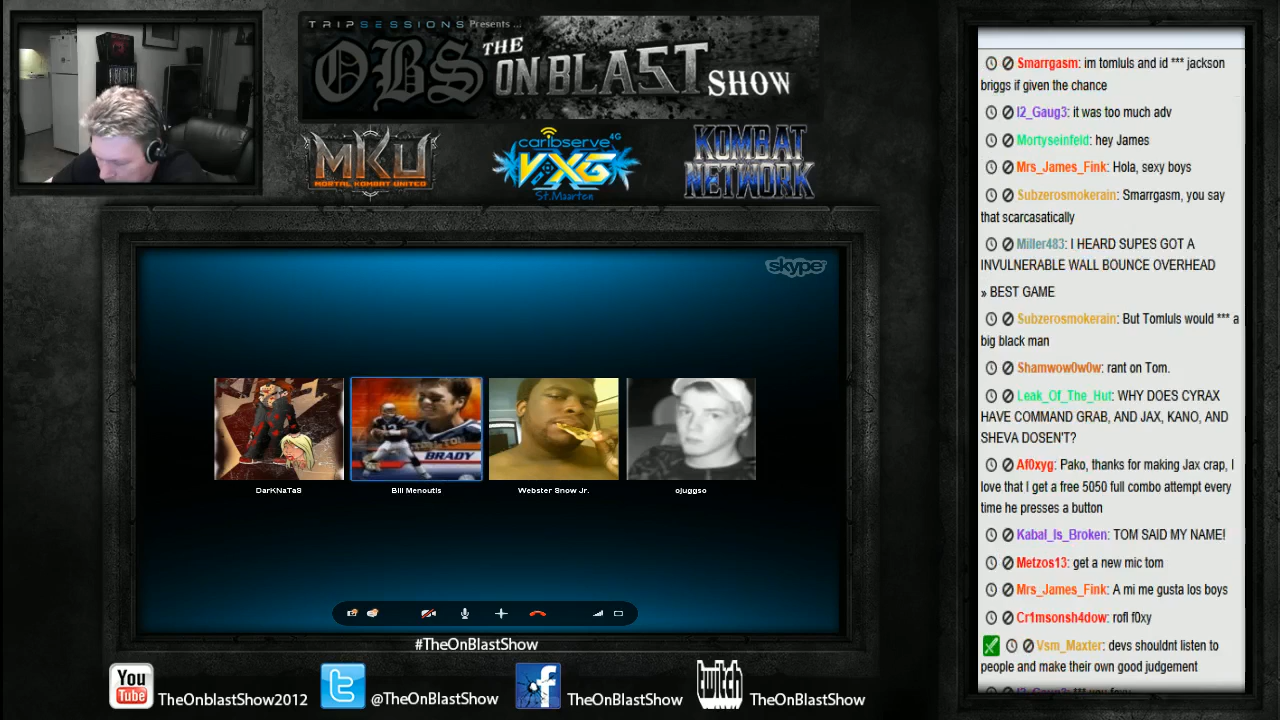 TRIPSESSIONS Presents ...
OBS THE ON BLAST SHOW
MKU
MORTAL KOMBAT UNITED
caribserve 4G
VXG
St.Maarten
KOMBAT
NETWORK
skype
BRADY
DarKNaTaS
Bill Menoutis
Webster Snow Jr.
ojuggso
#TheOnBlastShow
You
Tube
TheOnblastShow2012
@TheOnBlastShow
TheOnBlastShow
twitch
TheOnBlastShow
Smarrgasm: im tomluls and id *** jackson
briggs if given the chance
I2_Gaug3: it was too much adv
Mortyseinfeld: hey James
Mrs_James_Fink: Hola, sexy boys
Subzerosmokerain: Smarrgasm, you say
that scarcasatically
Miller483: I HEARD SUPES GOT A
INVULNERABLE WALL BOUNCE OVERHEAD
» BEST GAME
Subzerosmokerain: But Tomluls would *** a
big black man
Shamwow0w0w: rant on Tom.
Leak_Of_The_Hut: WHY DOES CYRAX
HAVE COMMAND GRAB, AND JAX, KANO, AND
SHEVA DOSEN'T?
Af0xyg: Pako, thanks for making Jax crap, I
love that I get a free 5050 full combo attempt every
time he presses a button
Kabal_Is_Broken: TOM SAID MY NAME!
Metzos13: get a new mic tom
Mrs_James_Fink: A mi me gusta los boys
Cr1msonsh4dow: rofl f0xy
Vsm_Maxter: devs shouldnt listen to
people and make their own good judgement